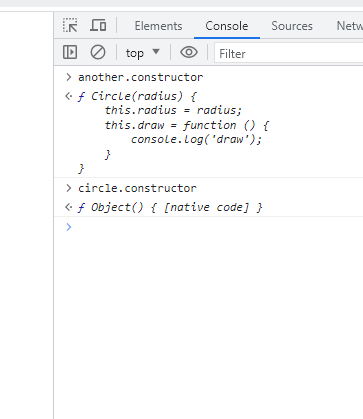 Elements Console Sources Netw
top ▼ Filter
> another.constructor
<· ƒ Circle(radius) {
this.radius = radius;
this.draw = function () {
console.log('draw');
}
}
> circle.constructor
<· ƒ Object() { [native code] }
>